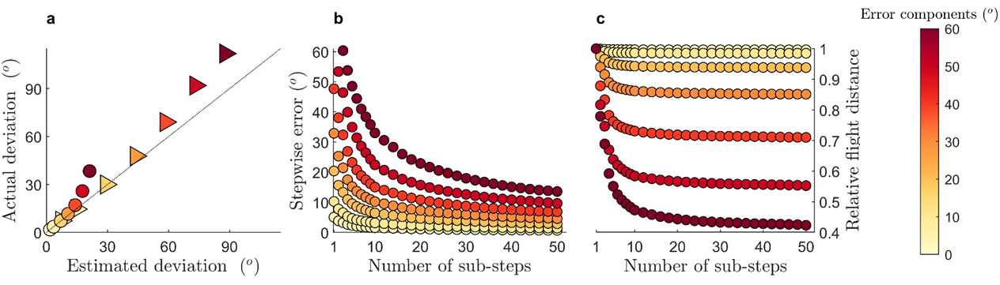 a
Actual deviation (o)
90
60
30
0
0 30 60 90
Estimated deviation (o)
b
Stepwise error (o)
60
50
40
30
20
10
0
1 10 20 30 40 50
Number of sub-steps
c
1
0.9
0.8
0.7
0.6
0.5
0.4
Relative flight distance
1 10 20 30 40 50
Number of sub-steps
Error components (o)
60
50
40
30
20
10
0